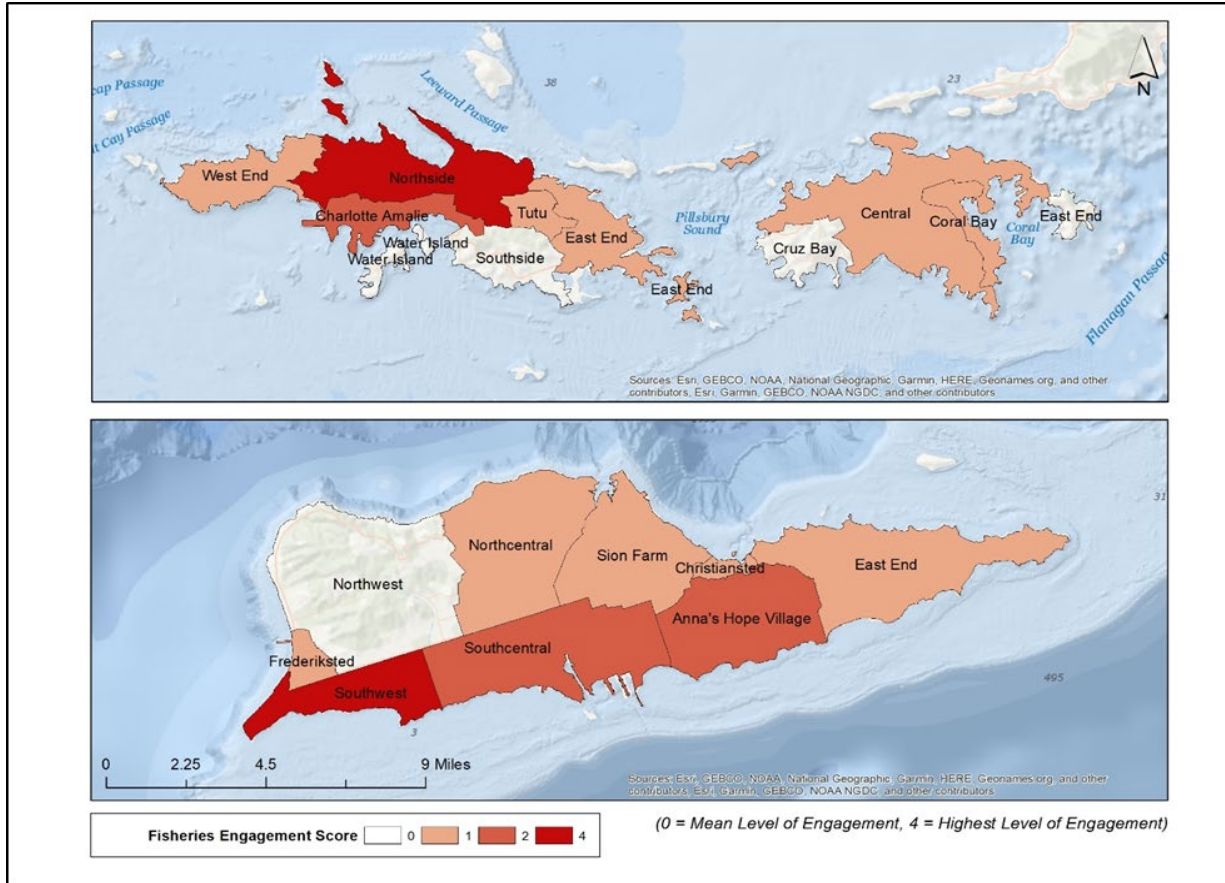 cap Passage
t Cay Passage
Leeward Passage
38
23
N
West End
Northside
Charlotte Amalie
Water Island
Water Island
Tutu
East End
Southside
East End
Pillsbury
Sound
Cruz Bay
Central
Coral Bay
Coral
Bay
East End
Flanagan Passag
Sources: Esri, GEBCO, NOAA, National Geographic, Garmin, HERE, Geonames.org, and other
contributors, Esri, Garmin, GEBCO, NOAA NGDC, and other contributors
Northwest
Northcentral
Sion Farm
Christiansted
East End
31
Anna's Hope Village
Southcentral
Frederiksted
Southwest
3
495
0 2.25 4.5 9 Miles
Sources: Esri, GEBCO, NOAA, National Geographic, Garmin, HERE, Geonames.org, and other
contributors, Esri, Garmin, GEBCO, NOAA NGDC, and other contributors
Fisheries Engagement Score 0 1 2 4
(0 = Mean Level of Engagement, 4 = Highest Level of Engagement)